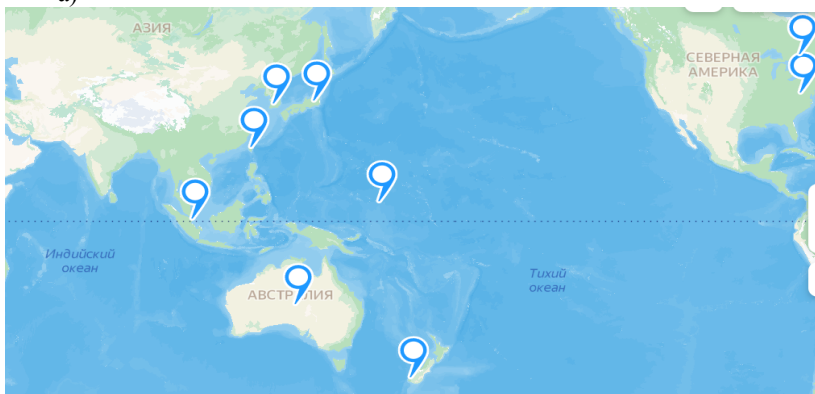 а)
АЗИЯ
СЕВЕРНАЯ
АМЕРИКА
Индийский
океан
АВСТРАЛИЯ
Тихий
океан